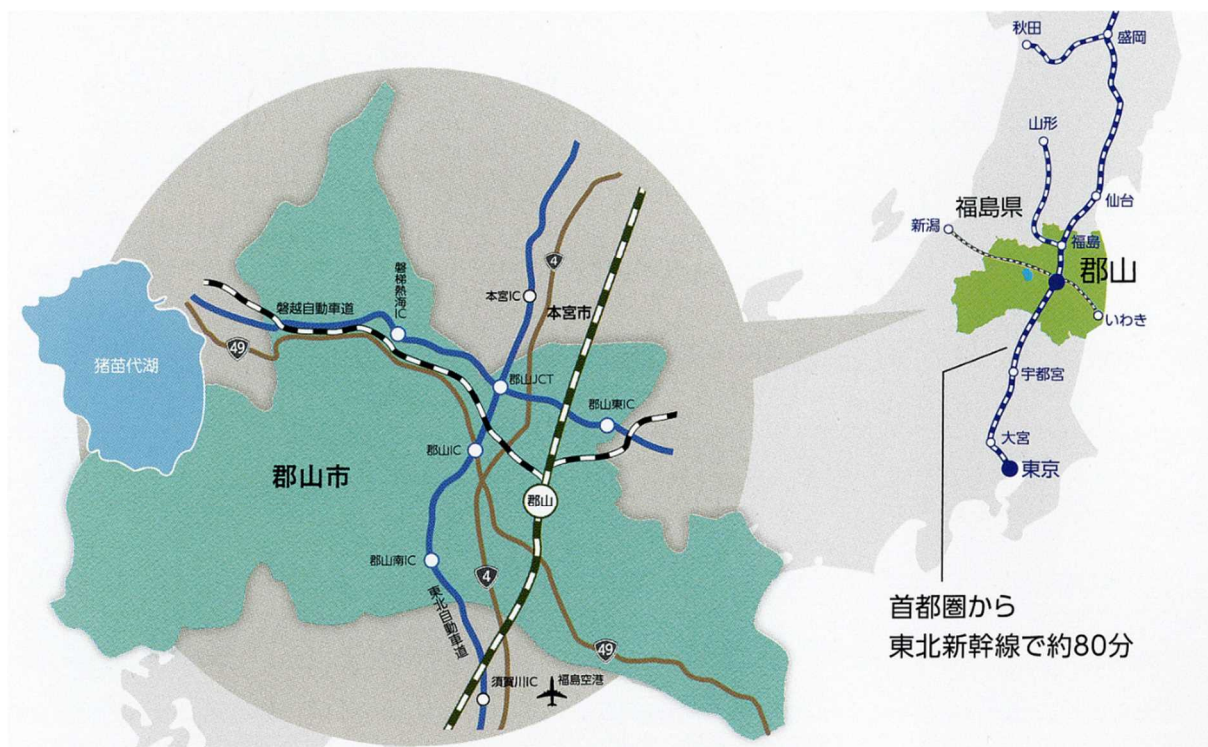 秋田
盛岡
山形
仙台
福島県
新潟
福島
郡山
いわき
宇都宮
大宮
東京
首都圏から
東北新幹線で約80分
4
磐梯熱海IC
本宮IC
本宮市
磐越自動車道
49
猪苗代湖
郡山JCT
郡山東IC
郡山市
郡山IC
郡山
郡山南IC
4
東北自動車道
49
須賀川IC
福島空港